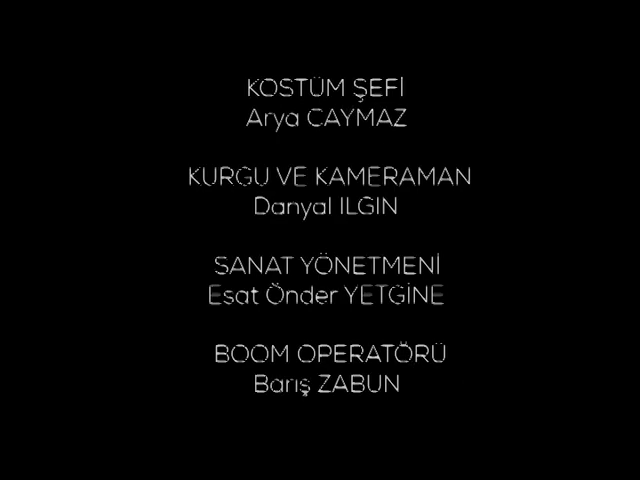 KOSTÜM ŞEFİ
Arya CAYMAZ
KURGU VE KAMERAMAN
Danyal ILGIN
SANAT YÖNETMENİ
Esat Önder YETGİNE
BOOM OPERATÖRÜ
Barış ZABUN